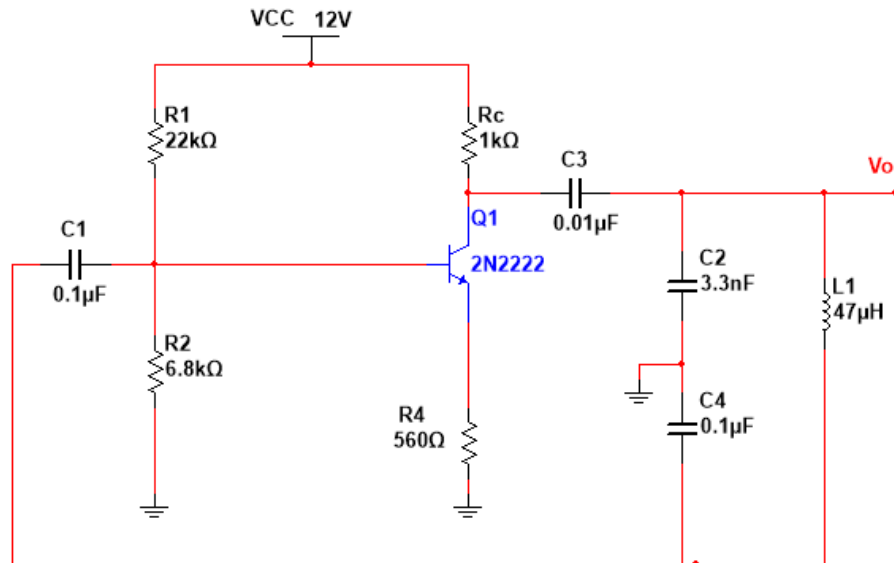 VCC 12V
R1
22kΩ
Rc
1kΩ
C3
0.01µF
Vo
Q1
2N2222
C1
0.1µF
C2
3.3nF
L1
47µH
R2
6.8kΩ
R4
560Ω
C4
0.1µF